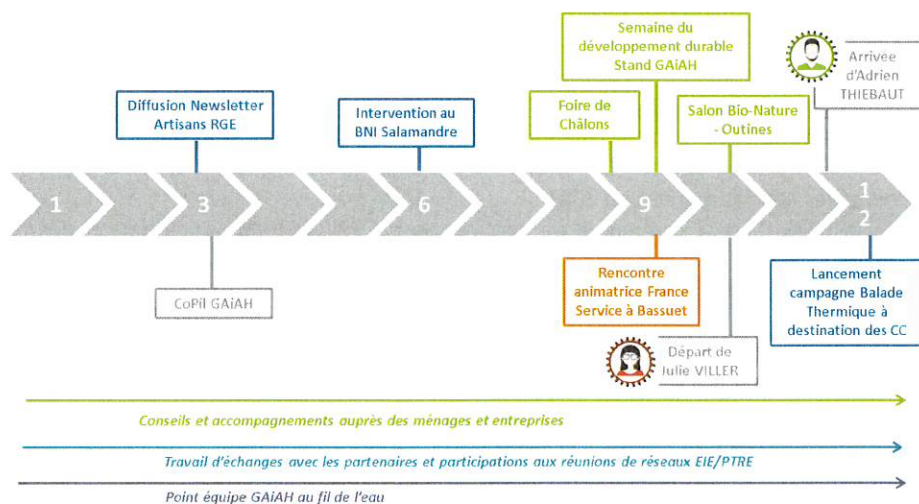 Semaine du
développement durable
Stand GAiAH
Arrivée
d'Adrien
THIEBAUT
Diffusion Newsletter
Artisans RGE
Intervention au
BNI Salamandre
Foire de
Châlons
Salon Bio-Nature
- Outines
1
3
6
9
1
2
CoPil GAiAH
Rencontre
animatrice France
Service à Bassuet
Lancement
campagne Balade
Thermique à
destination des CC
Départ de
Julie VILLER
Conseils et accompagnements auprès des ménages et entreprises
Travail d'échanges avec les partenaires et participations aux réunions de réseaux EIE/PTRE
Point équipe GAiAH au fil de l'eau